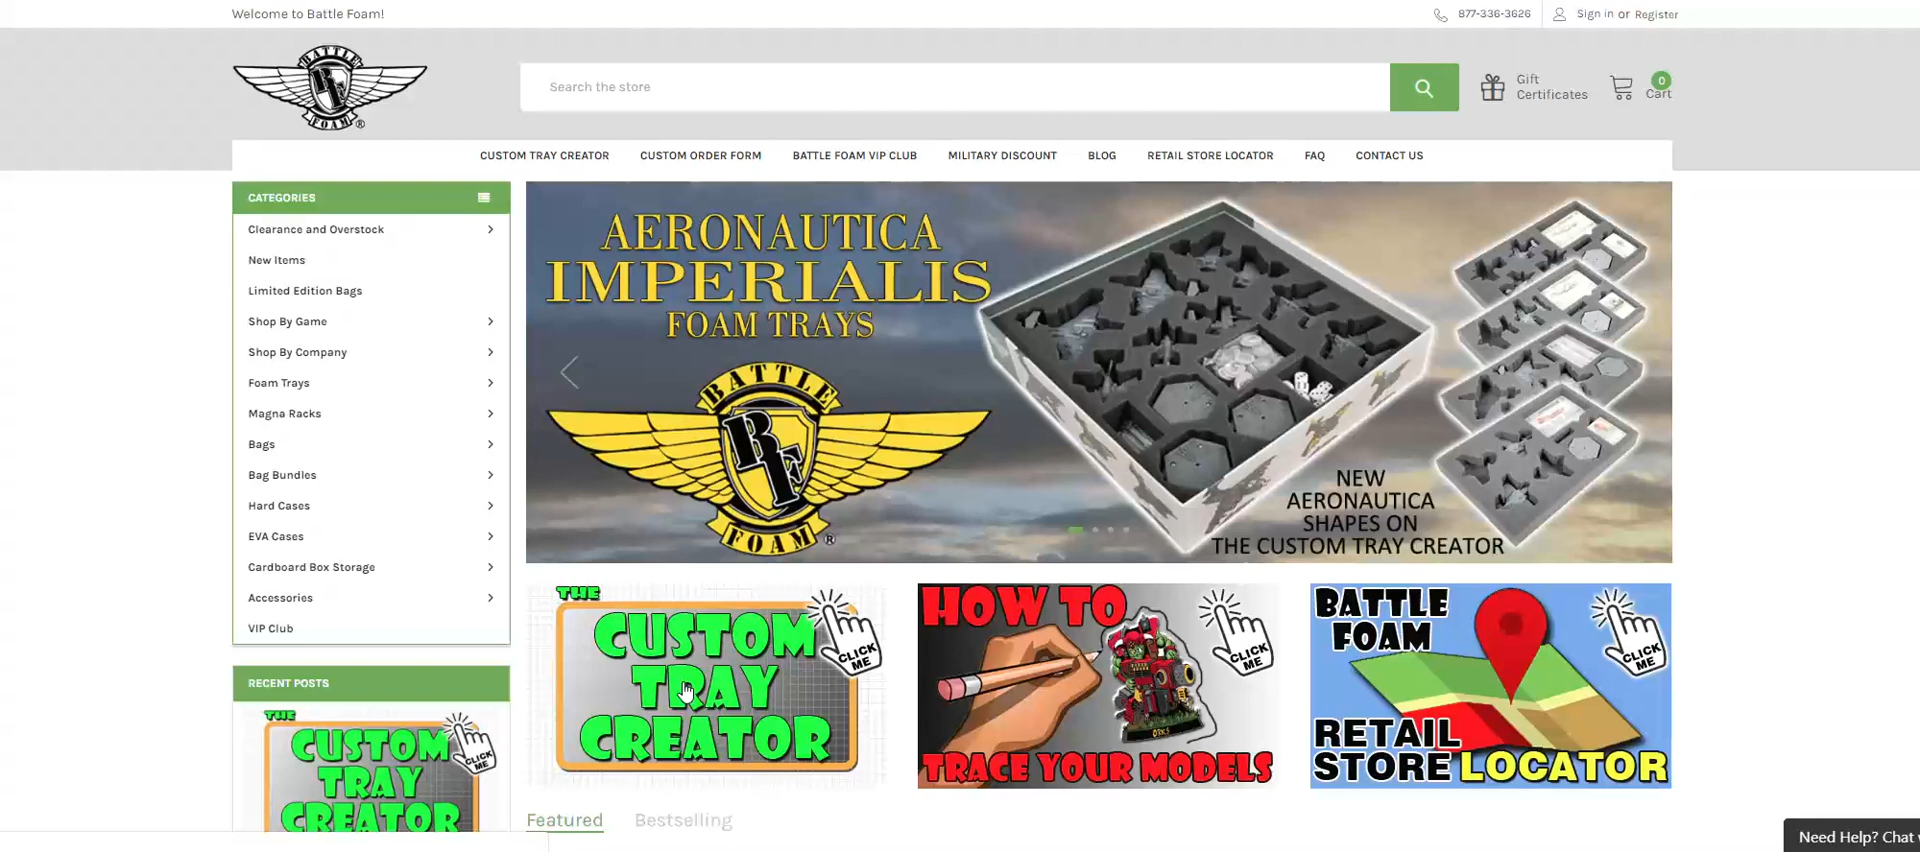 Welcome to Battle Foam!
877-336-3626
Sign in or Register
BATTLE
BF
FOAM ®
Search the store
Gift
Certificates
0
Cart
CUSTOM TRAY CREATOR
CUSTOM ORDER FORM
BATTLE FOAM VIP CLUB
MILITARY DISCOUNT
BLOG
RETAIL STORE LOCATOR
FAQ
CONTACT US
CATEGORIES
Clearance and Overstock
New Items
Limited Edition Bags
Shop By Game
Shop By Company
Foam Trays
Magna Racks
Bags
Bag Bundles
Hard Cases
EVA Cases
Cardboard Box Storage
Accessories
VIP Club
AERONAUTICA
IMPERIALIS
FOAM TRAYS
BATTLE
BF
FOAM ®
NEW
AERONAUTICA
SHAPES ON
THE CUSTOM TRAY CREATOR
THE
CUSTOM
TRAY
CREATOR
CLICK
ME
HOW TO
TRACE YOUR MODELS
ORKS
CLICK
ME
BATTLE
FOAM
RETAIL
STORE LOCATOR
CLICK
ME
RECENT POSTS
THE
CUSTOM
TRAY
CREATOR
CLICK
ME
Featured
Bestselling
Need Help? Chat